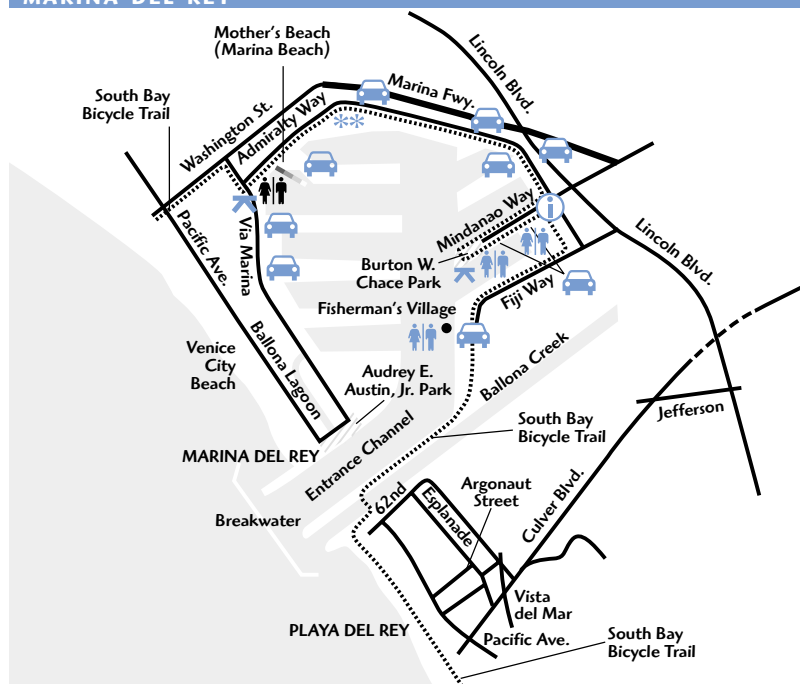 MARINA DEL REY
Mother's Beach
(Marina Beach)
Lincoln Blvd.
Marina Fwy.
South Bay
Bicycle Trail
Washington St.
Admiralty Way
**
i
Mindanao Way
Pacific Ave.
Via Marina
Lincoln Blvd.
Burton W.
Chace Park
Fiji Way
Fisherman's Village
Venice
City
Beach
Ballona Lagoon
Audrey E.
Austin, Jr. Park
Ballona Creek
Jefferson
South Bay
Bicycle Trail
MARINA DEL REY
Entrance Channel
Argonaut
Street
62nd
Esplanade
Culver Blvd.
Breakwater
Vista
del Mar
PLAYA DEL REY
Pacific Ave.
South Bay
Bicycle Trail